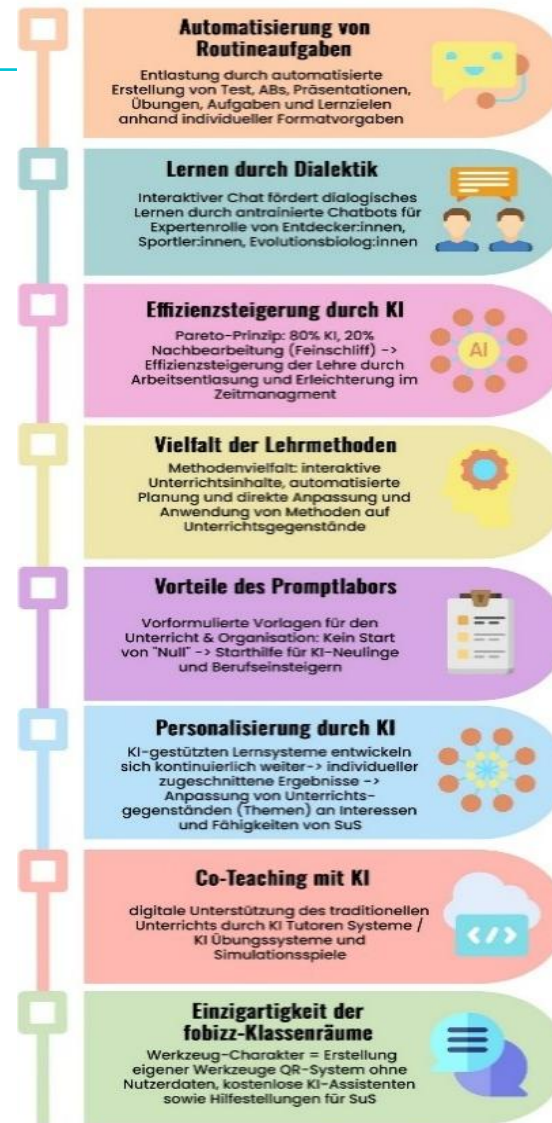 Automatisierung von
Routineaufgaben
Entlastung durch automatisierte
Erstellung von Test, ABs, Präsentationen,
Übungen, Aufgaben und Lernzielen
anhand individueller Formatvorgaben
Lernen durch Dialektik
Interaktiver Chat fördert dialogisches
Lernen durch antrainierte Chatbots für
Expertenrolle von Entdecker:innen,
Sportler:innen, Evolutionsbiolog:innen
Effizienzsteigerung durch KI
Pareto-Prinzip: 80% KI, 20%
Nachbearbeitung (Feinschliff) ->
Effizienzsteigerung der Lehre durch
Arbeitsentlasung und Erleichterung im
Zeitmanagment
AI
Vielfalt der Lehrmethoden
Methodenvielfalt: interaktive
Unterrichtsinhalte, automatisierte
Planung und direkte Anpassung und
Anwendung von Methoden auf
Unterrichtsgegenstände
Vorteile des Promptlabors
Vorformulierte Vorlagen für den
Unterricht & Organisation: Kein Start
von "Null" -> Starthilfe für KI-Neulinge
und Berufseinsteigern
Personalisierung durch KI
KI-gestützten Lernsysteme entwickeln
sich kontinuierlich weiter-> individueller
zugeschnittene Ergebnisse ->
Anpassung von Unterrichts-
gegenständen (Themen) an Interessen
und Fähigkeiten von SuS
Co-Teaching mit KI
digitale Unterstützung des traditionellen
Unterrichts durch KI Tutoren Systeme /
KI Übungssysteme und
Simulationsspiele
</>
Einzigartigkeit der
fobizz-Klassenräume
Werkzeug-Charakter = Erstellung
eigener Werkzeuge QR-System ohne
Nutzerdaten, kostenlose KI-Assistenten
sowie Hilfestellungen für SuS